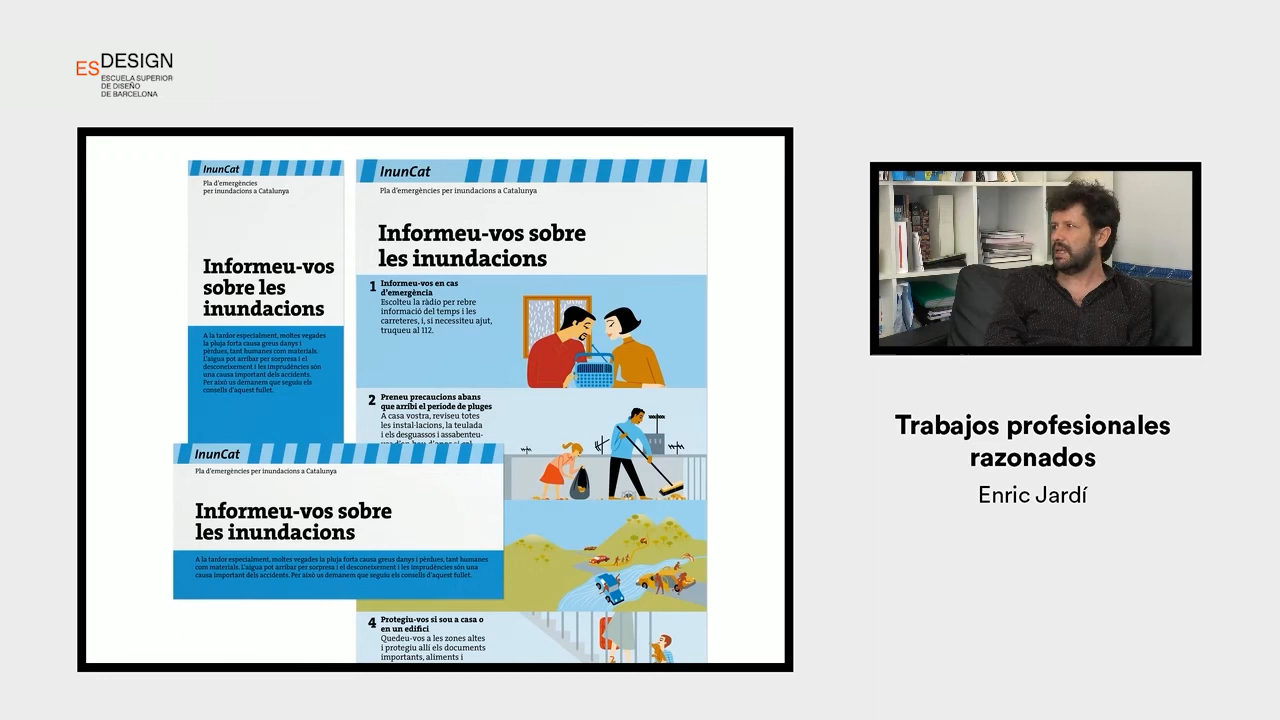 ESDESIGN
ESCUELA SUPERIOR
DE DISEÑO
DE BARCELONA
InunCat
Pla d'emergències
per inundacions a Catalunya
Informeu-vos
sobre les
inundacions
A la tardor especialment, moltes vegades
la pluja forta causa greus danys i
pèrdues, tant humanes com materials.
L'aigua pot arribar per sorpresa i el
desconeixement i les imprudències són
una causa important dels accidents.
Per això us demanem que seguiu els
consells d'aquest fullet.
InunCat
Pla d'emergències per inundacions a Catalunya
Informeu-vos sobre
les inundacions
1 Informeu-vos en cas
d'emergència
Escolteu la ràdio per rebre
informació del temps i les
carreteres, i, si necessiteu ajut,
truqueu al 112.
2 Preneu precaucions abans
que arribi el període de pluges
A casa vostra, reviseu totes
les instal·lacions, la teulada
i els desguassos i assabenteu-
4 Protegiu-vos si sou a casa o
en un edifici
Quedeu-vos a les zones altes
i protegiu allí els documents
importants, aliments i
InunCat
Pla d'emergències per inundacions a Catalunya
Informeu-vos sobre
les inundacions
A la tardor especialment, moltes vegades la pluja forta causa greus danys i pèrdues, tant humanes
com materials. L'aigua pot arribar per sorpresa i el desconeixement i les imprudències són una
causa important dels accidents. Per això us demanem que seguiu els consells d'aquest fullet.
Trabajos profesionales
razonados
Enric Jardí